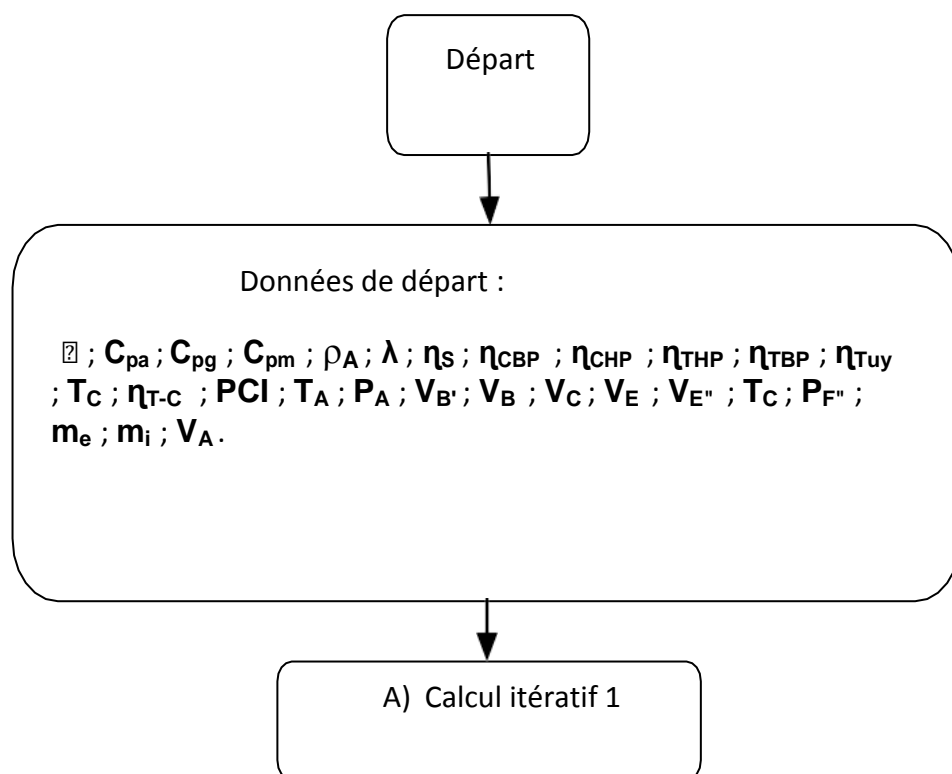 Départ
Données de départ :
; Cpa ; Cpg ; Cpm ; ρA ; λ ; ηS ; ηCBP ; ηCHP ; ηTHP ; ηTBP ; ηTuy
; TC ; ηT-C ; PCI ; TA ; PA ; VB' ; VB ; VC ; VE ; VE" ; TC ; PF" ;
me ; mi ; VA .
A) Calcul itératif 1